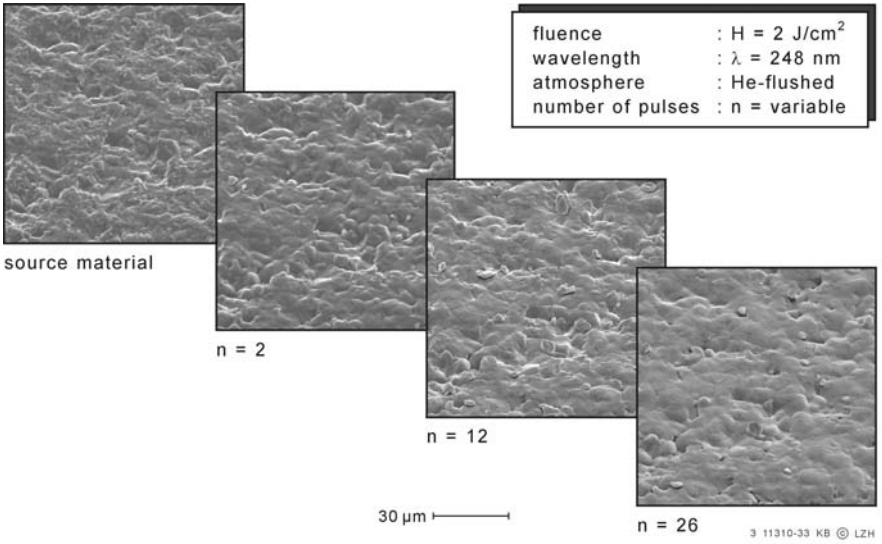 fluence : H = 2 J/cm²
wavelength : λ = 248 nm
atmosphere : He-flushed
number of pulses : n = variable
source material
n = 2
n = 12
30 µm
n = 26
3 11310-33 KB © LZH